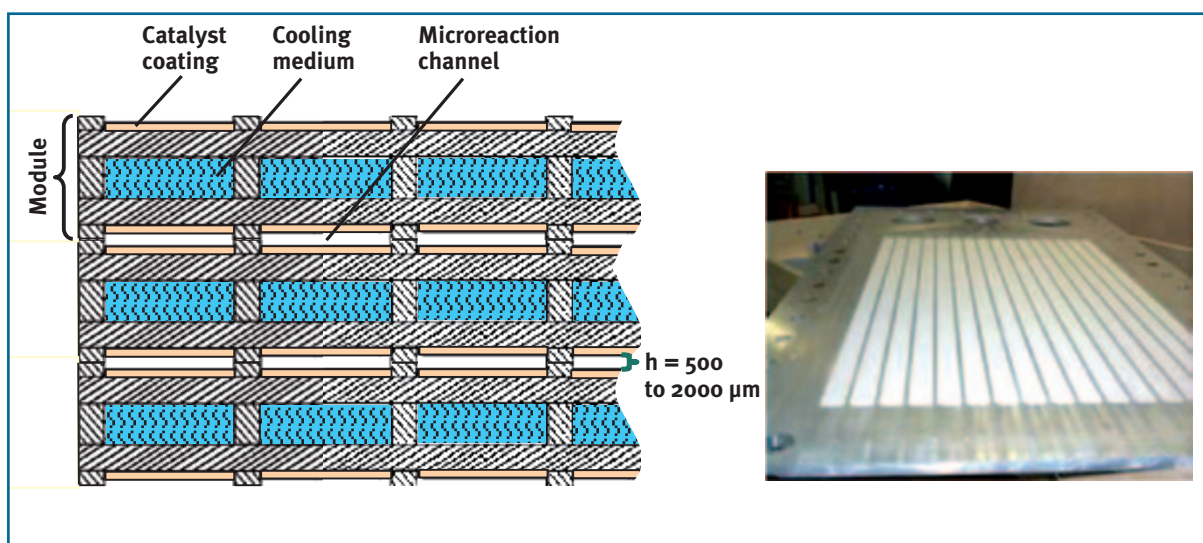 Catalyst
coating
Cooling
medium
Microreaction
channel
Module
h = 500
to 2000 µm